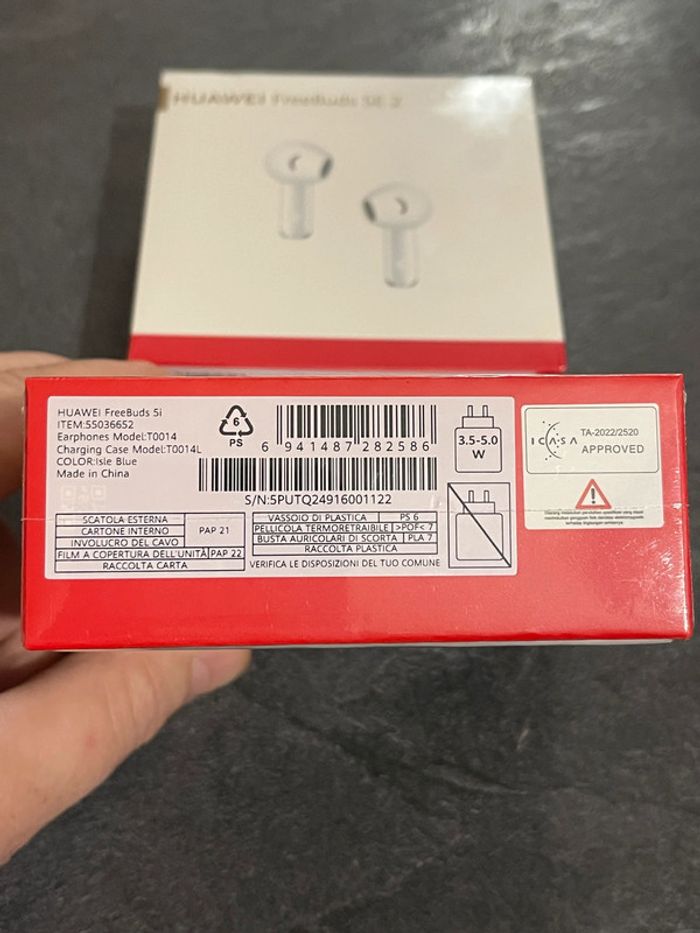 HUAWEI FreeBuds SE 2
HUAWEI FreeBuds 5i
ITEM:55036652
Earphones Model:T0014
Charging Case Model:T0014L
COLOR:Isle Blue
Made in China
6
PS
6 941487 282586
S/N:5PUTQ24916001122
3.5-5.0
W
ICASA
TA-2022/2520
APPROVED
SCATOLA ESTERNA
CARTONE INTERNO
INVOLUCRO DEL CAVO
PAP 21
FILM A COPERTURA DELL'UNITÀ PAP 22
RACCOLTA CARTA
VASSOIO DI PLASTICA PS 6
PELLICOLA TERMORETRAIBILE >POF< 7
BUSTA AURICOLARI DI SCORTA PLA 7
RACCOLTA PLASTICA
VERIFICA LE DISPOSIZIONI DEL TUO COMUNE